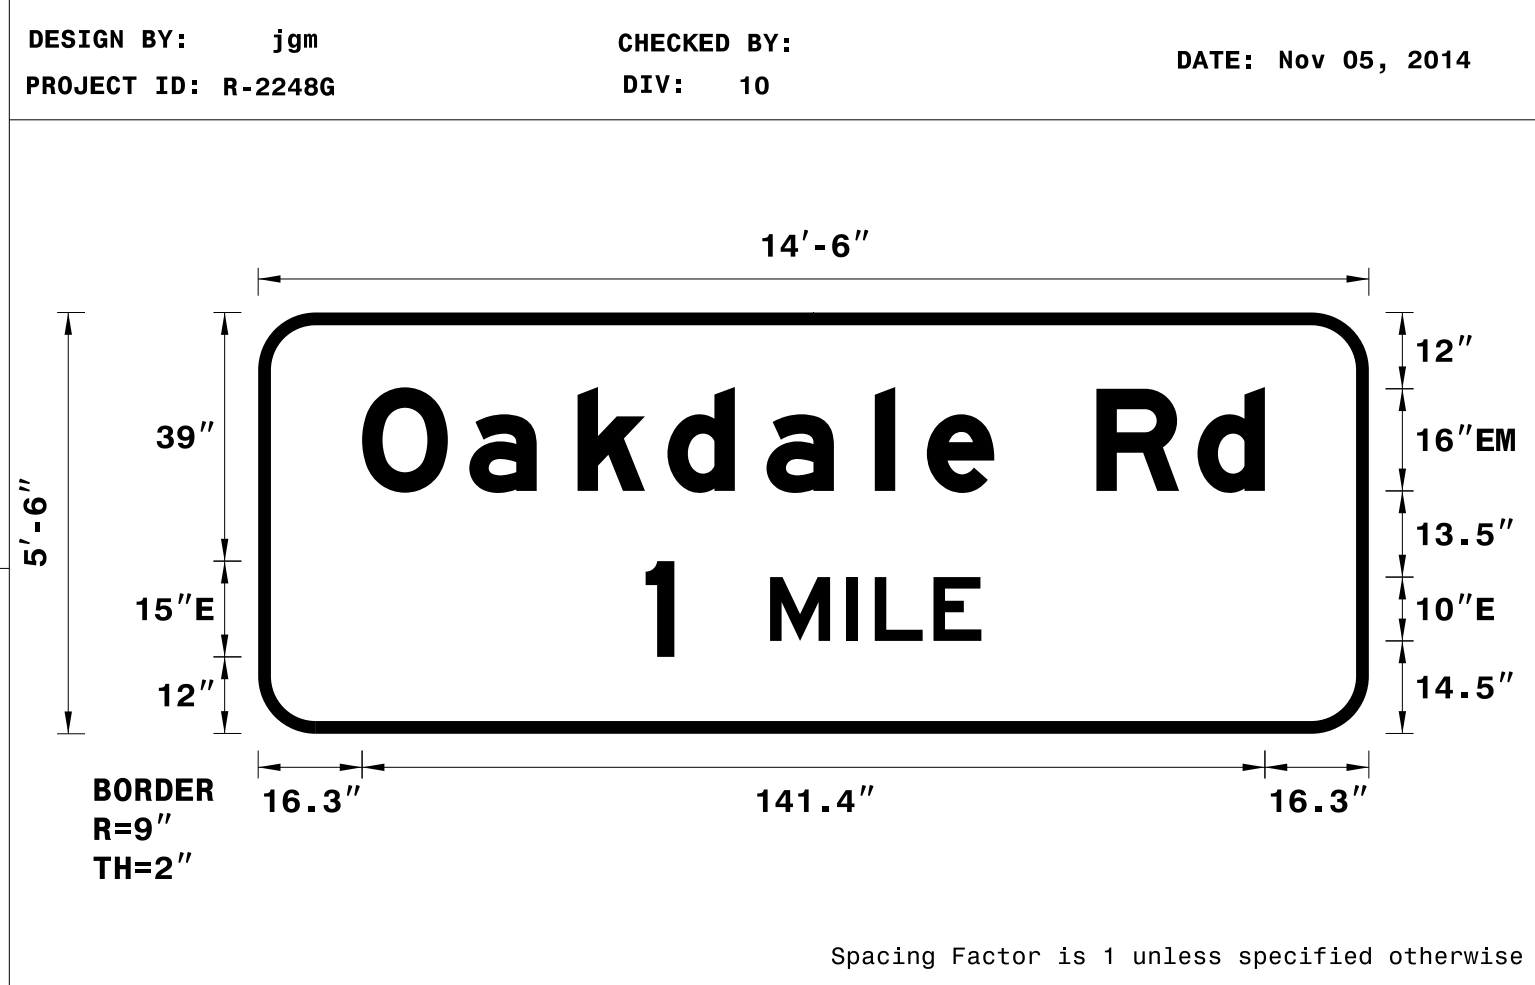 DESIGN BY: jgm
CHECKED BY:
DATE: Nov 05, 2014
PROJECT ID: R-2248G
DIV: 10
14′-6″
12″
39″
Oakdale Rd
16″EM
5′-6″
13.5″
15″E
1 MILE
10″E
12″
14.5″
16.3″
141.4″
16.3″
BORDER
R=9″
TH=2″
Spacing Factor is 1 unless specified otherwise